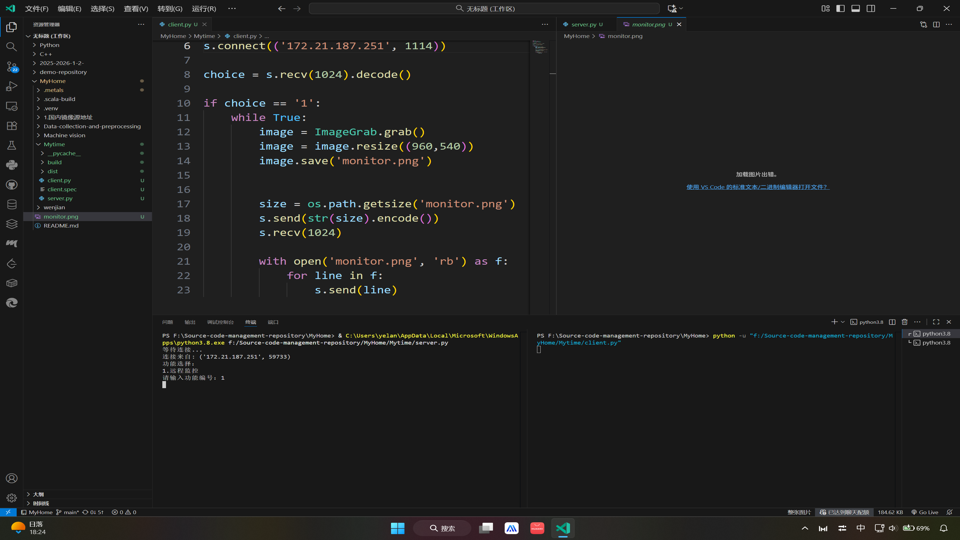 文件(F) 编辑(E) 选择(S) 查看(V) 转到(G) 运行(R) ···
无标题 (工作区)
资源管理器
无标题 (工作区)
Python
C++
2025-2026-1-2-
demo-repository
MyHome
.metals
.scala-build
.venv
1.国内镜像源地址
Data-collection-and-preprocessing
Machine vision
Mytime
__pycache__
build
dist
client.py U
client.spec U
server.py U
wenjian
monitor.png U
README.md
大纲
时间线
client.py U
MyHome > Mytime > client.py > ...
6 s.connect(('172.21.187.251', 1114))
7
8 choice = s.recv(1024).decode()
9
10 if choice == '1':
11 while True:
12 image = ImageGrab.grab()
13 image = image.resize((960,540))
14 image.save('monitor.png')
15
16
17 size = os.path.getsize('monitor.png')
18 s.send(str(size).encode())
19 s.recv(1024)
20
21 with open('monitor.png', 'rb') as f:
22 for line in f:
23 s.send(line)
server.py U monitor.png U
MyHome > monitor.png
加载图片出错。
使用 VS Code 的标准文本/二进制编辑器打开文件?
问题 输出 调试控制台 终端 端口
python3.8
PS F:\Source-code-management-repository\MyHome> & C:\Users\yelan\AppData\Local\Microsoft\WindowsA
pps\python3.8.exe f:/Source-code-management-repository/MyHome/Mytime/server.py
等待连接...
连接来自: ('172.21.187.251', 59733)
功能选择:
1.远程监控
请输入功能编号: 1
PS F:\Source-code-management-repository\MyHome> python -u "f:/Source-code-management-repository/M
yHome/Mytime/client.py"
python3.8
python3.8
MyHome main* 0↓ 5↑ 0 0
整张图片 已达到聊天配额 184.62 KB Go Live
日落
18:24
搜索
中
69%